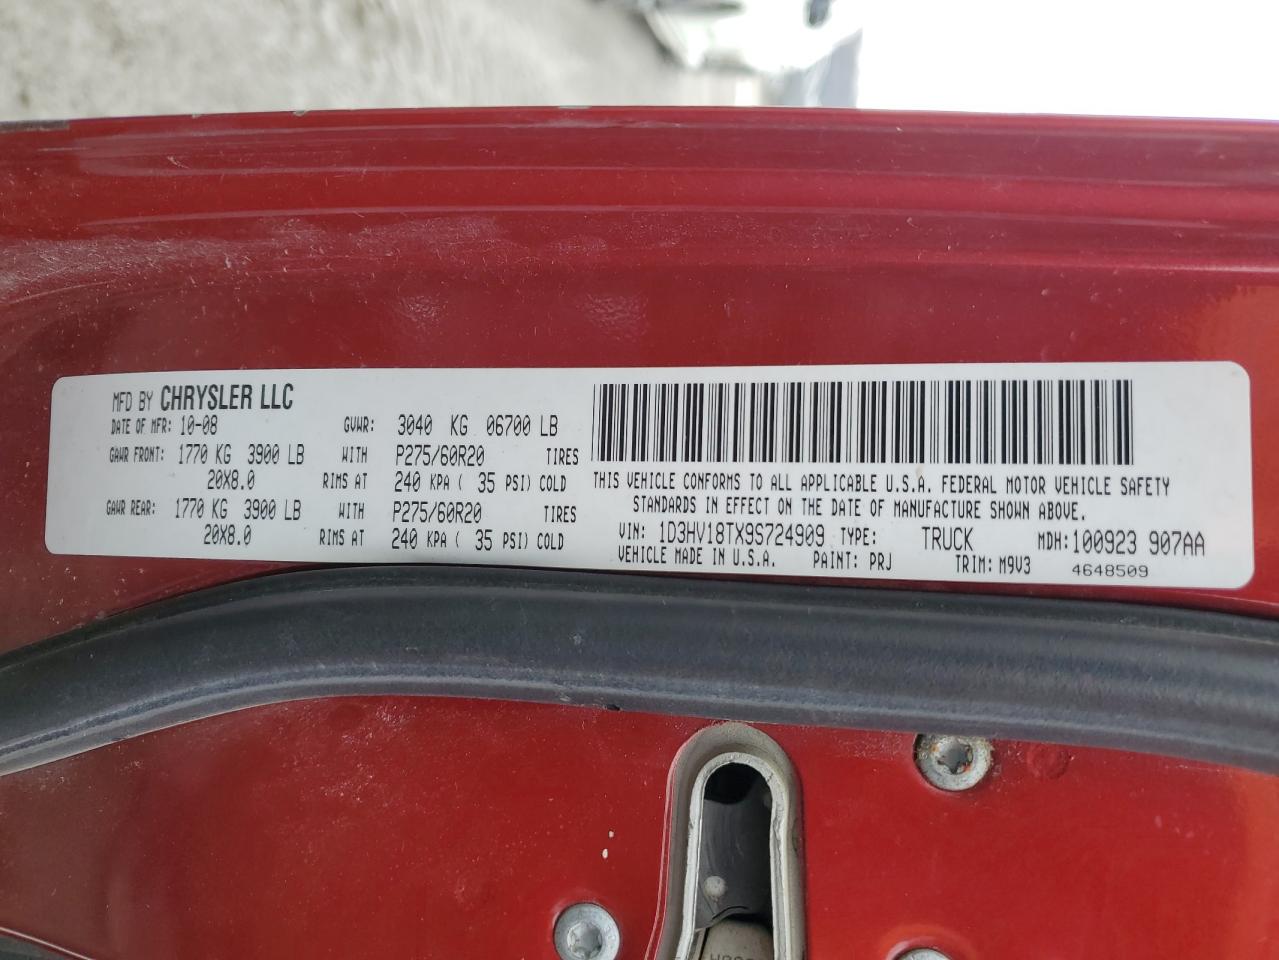 MFD BY CHRYSLER LLC
DATE OF MFR: 10-08 GVWR: 3040 KG 06700 LB
GAWR FRONT: 1770 KG 3900 LB WITH P275/60R20 TIRES
20X8.0 RIMS AT 240 KPA ( 35 PSI) COLD
GAWR REAR: 1770 KG 3900 LB WITH P275/60R20 TIRES
20X8.0 RIMS AT 240 KPA ( 35 PSI) COLD
THIS VEHICLE CONFORMS TO ALL APPLICABLE U.S.A. FEDERAL MOTOR VEHICLE SAFETY
STANDARDS IN EFFECT ON THE DATE OF MANUFACTURE SHOWN ABOVE.
VIN: 1D3HV18TX9S724909 TYPE: TRUCK MDH: 100923 907AA
VEHICLE MADE IN U.S.A. PAINT: PRJ TRIM: M9V3 4648509